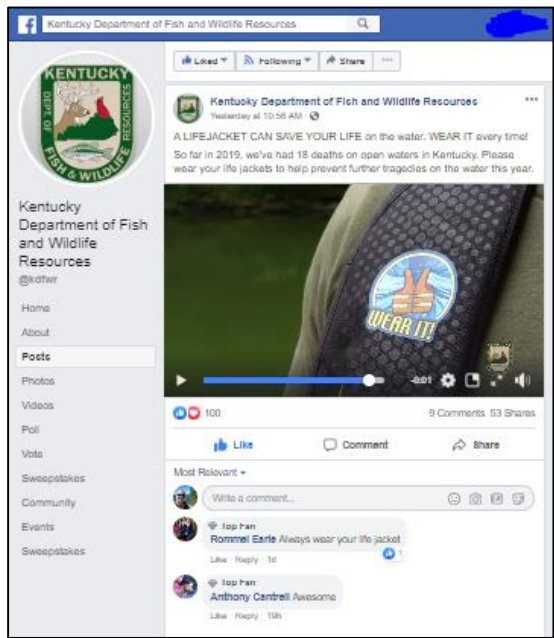 Kentucky Department of Fish and Wildlife Resources
Liked
Following
Share
KENTUCKY
DEPT. OF
RESOURCES
FISH & WILDLIFE
Kentucky Department of Fish and Wildlife Resources
Yesterday at 10:58 AM
A LIFEJACKET CAN SAVE YOUR LIFE on the water. WEAR IT every time!
So far in 2019, we've had 18 deaths on open waters in Kentucky. Please
wear your life jackets to help prevent further tragedies on the water this year.
WEAR IT!
-0:01
Kentucky
Department of Fish
and Wildlife
Resources
@kdfwr
Home
About
Posts
Photos
Videos
Poll
Vote
Sweepstakes
Community
Events
Sweepstakes
100
9 Comments 53 Shares
Like
Comment
Share
Most Relevant
Write a comment...
Top Fan
Rommel Earle Always wear your life jacket
1
Like · Reply · 1d
Top Fan
Anthony Cantrell Awesome
Like · Reply · 19h